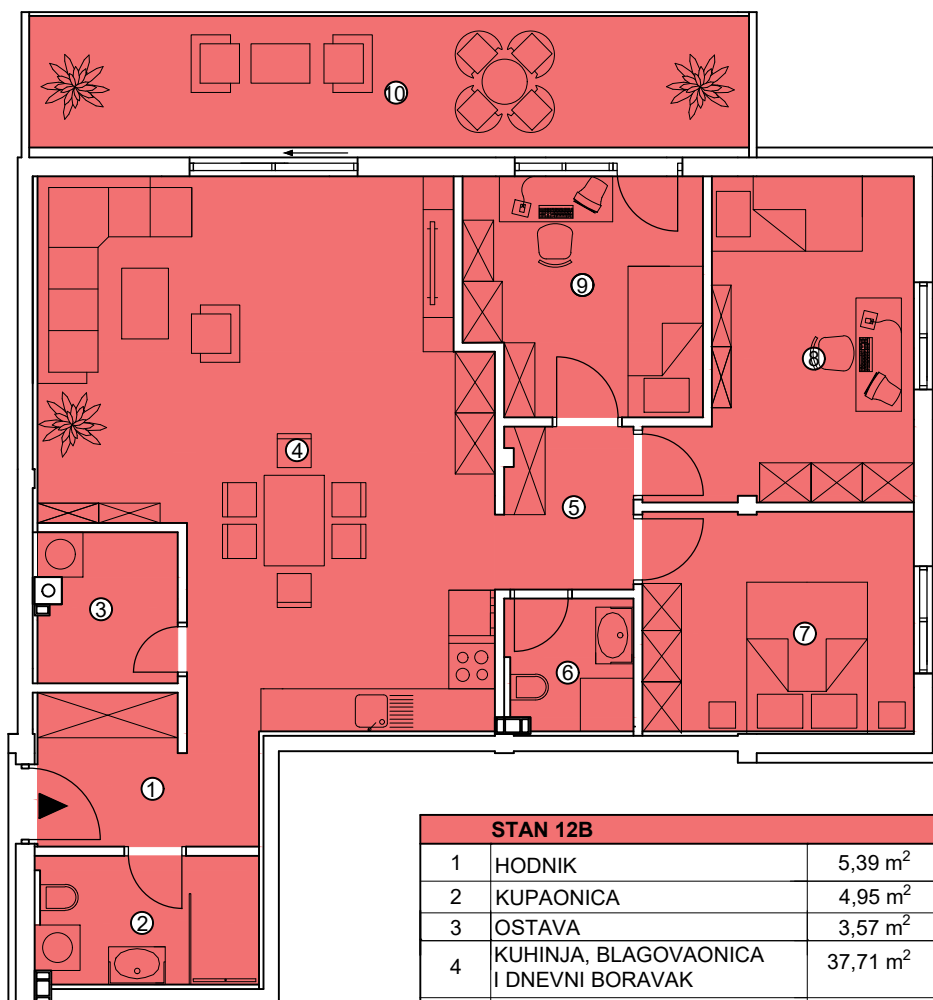 10
9
8
4
5
3
6
7
1
2
STAN 12B
1 HODNIK 5,39 m²
2 KUPAONICA 4,95 m²
3 OSTAVA 3,57 m²
4 KUHINJA, BLAGOVAONICA I DNEVNI BORAVAK 37,71 m²